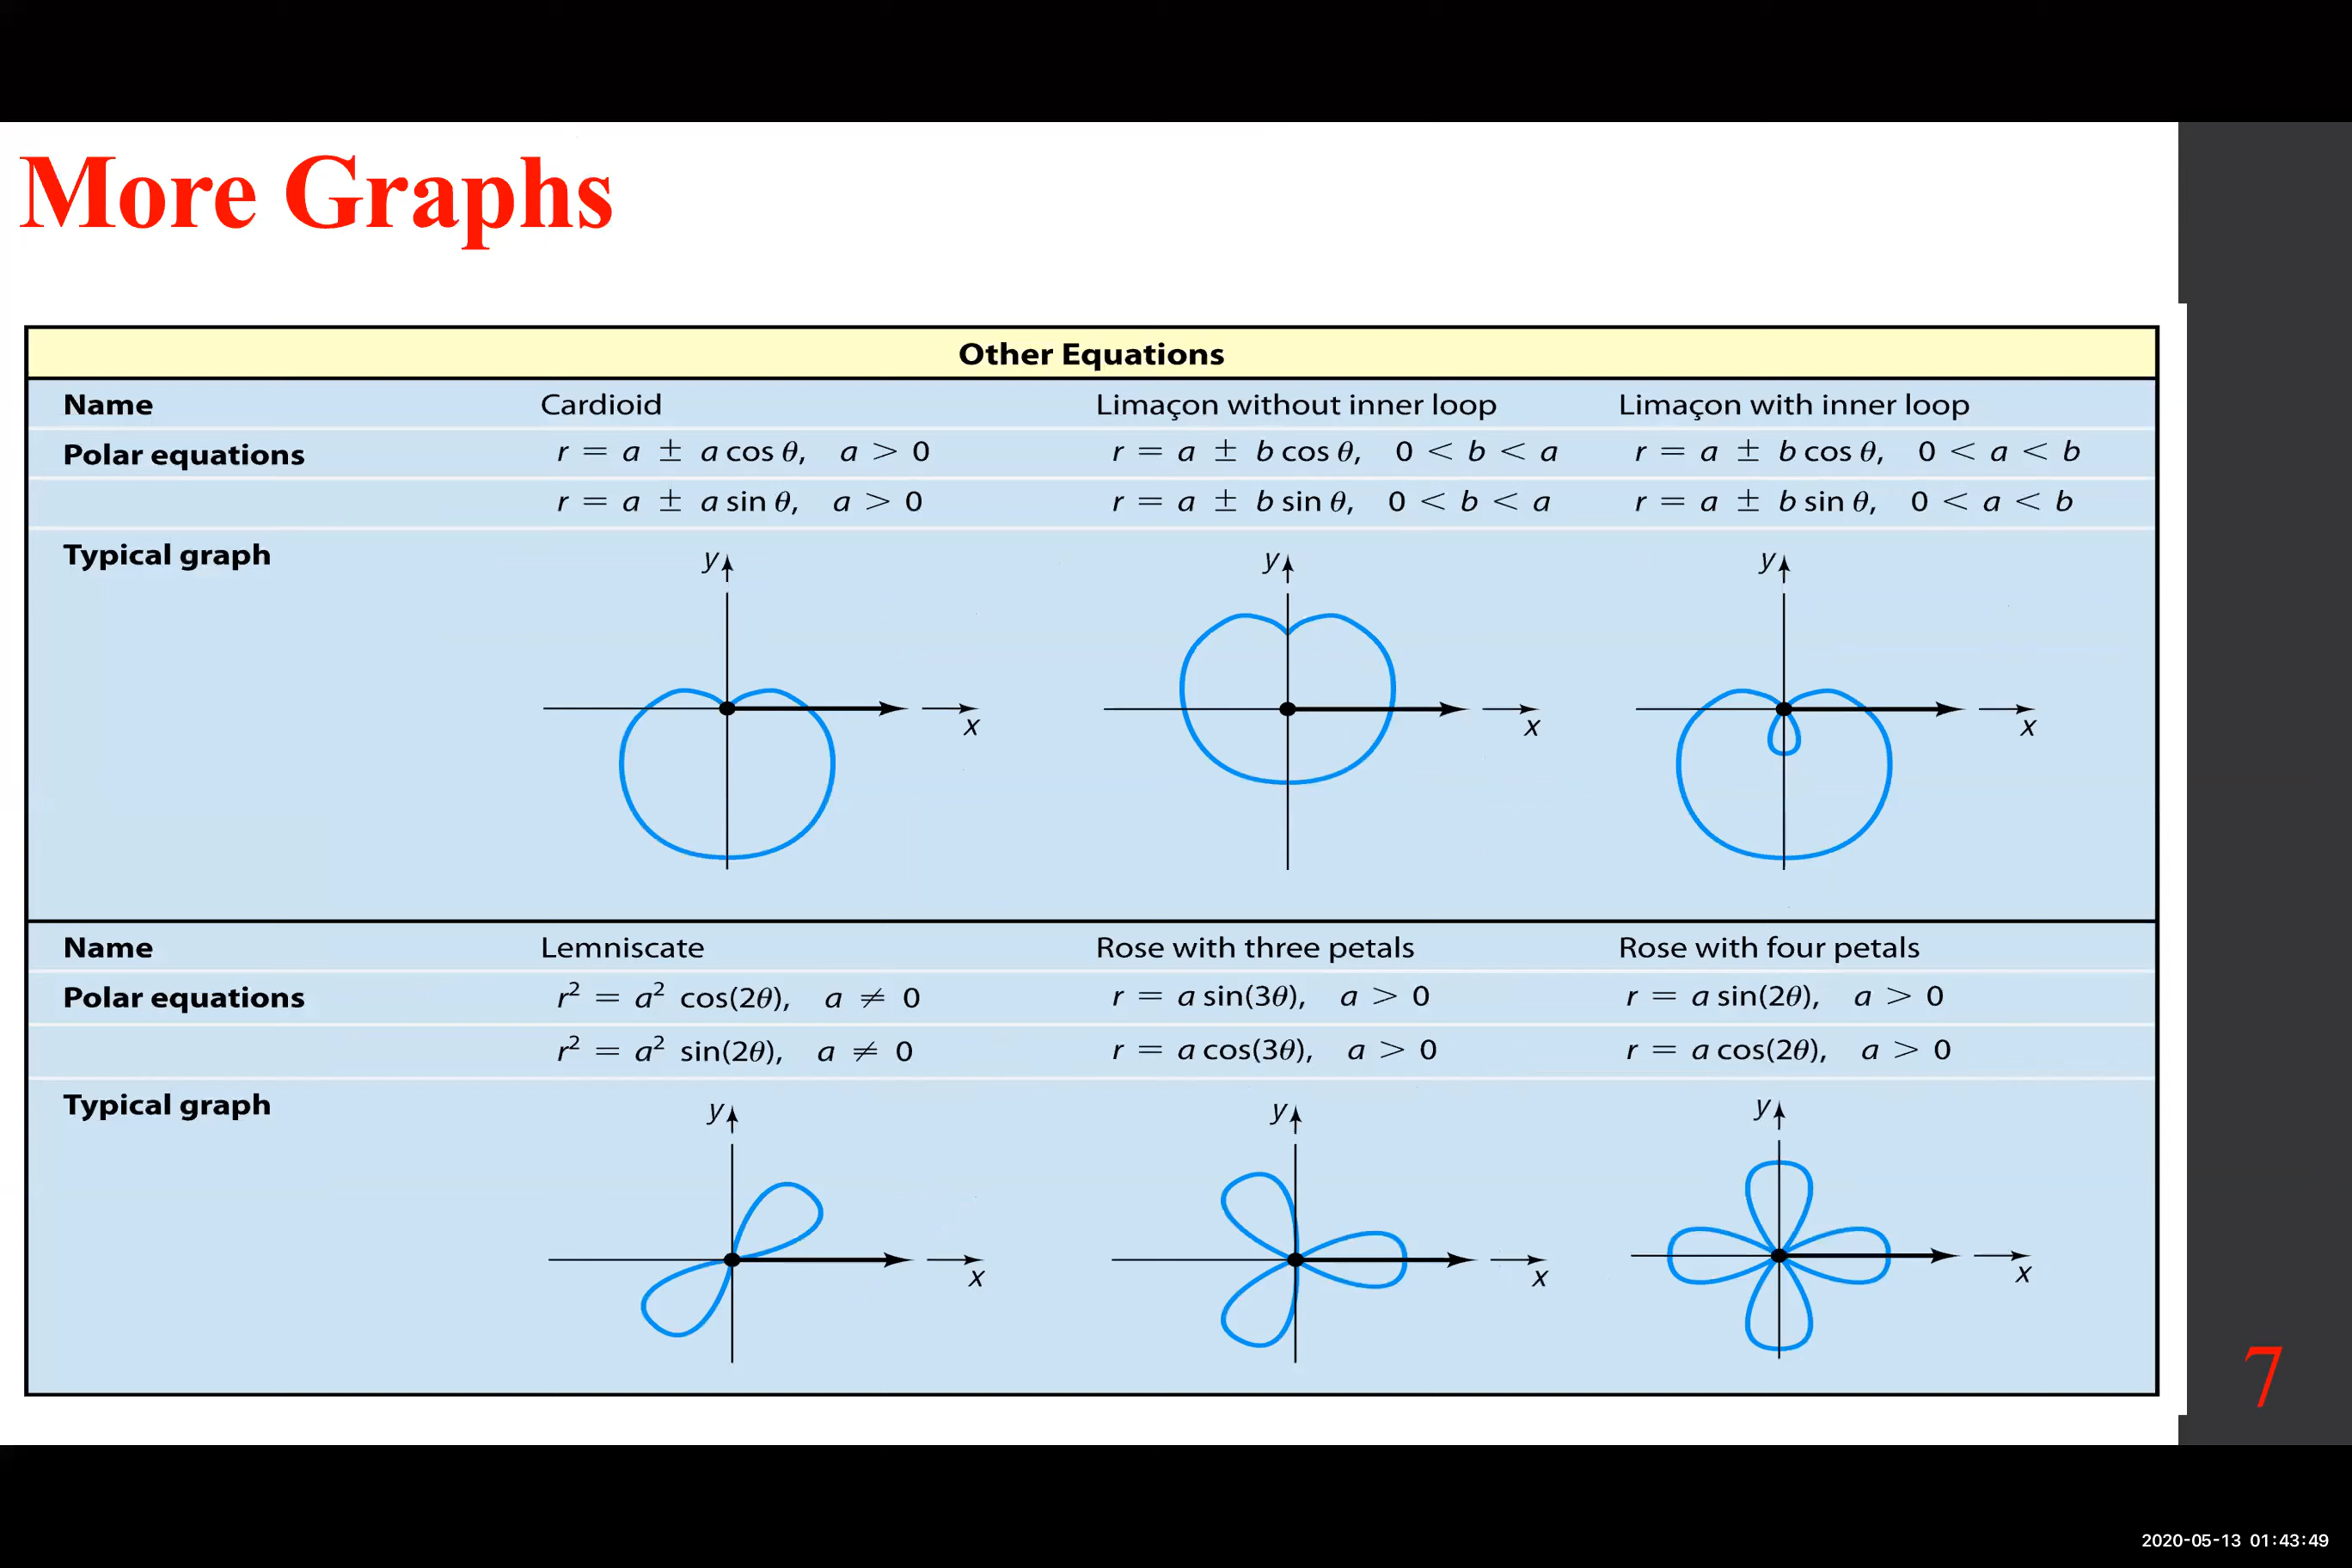 More Graphs
Other Equations
Name Cardioid Limaçon without inner loop Limaçon with inner loop
Polar equations r = a ± a cos θ, a > 0 r = a ± b cos θ, 0 < b < a r = a ± b cos θ, 0 < a < b
r = a ± a sin θ, a > 0 r = a ± b sin θ, 0 < b < a r = a ± b sin θ, 0 < a < b
Typical graph y y y
x x x
Name Lemniscate Rose with three petals Rose with four petals
Polar equations r² = a² cos(2θ), a ≠ 0 r = a sin(3θ), a > 0 r = a sin(2θ), a > 0
r² = a² sin(2θ), a ≠ 0 r = a cos(3θ), a > 0 r = a cos(2θ), a > 0
Typical graph y y y
x x x
7
2020-05-13 01:43:49